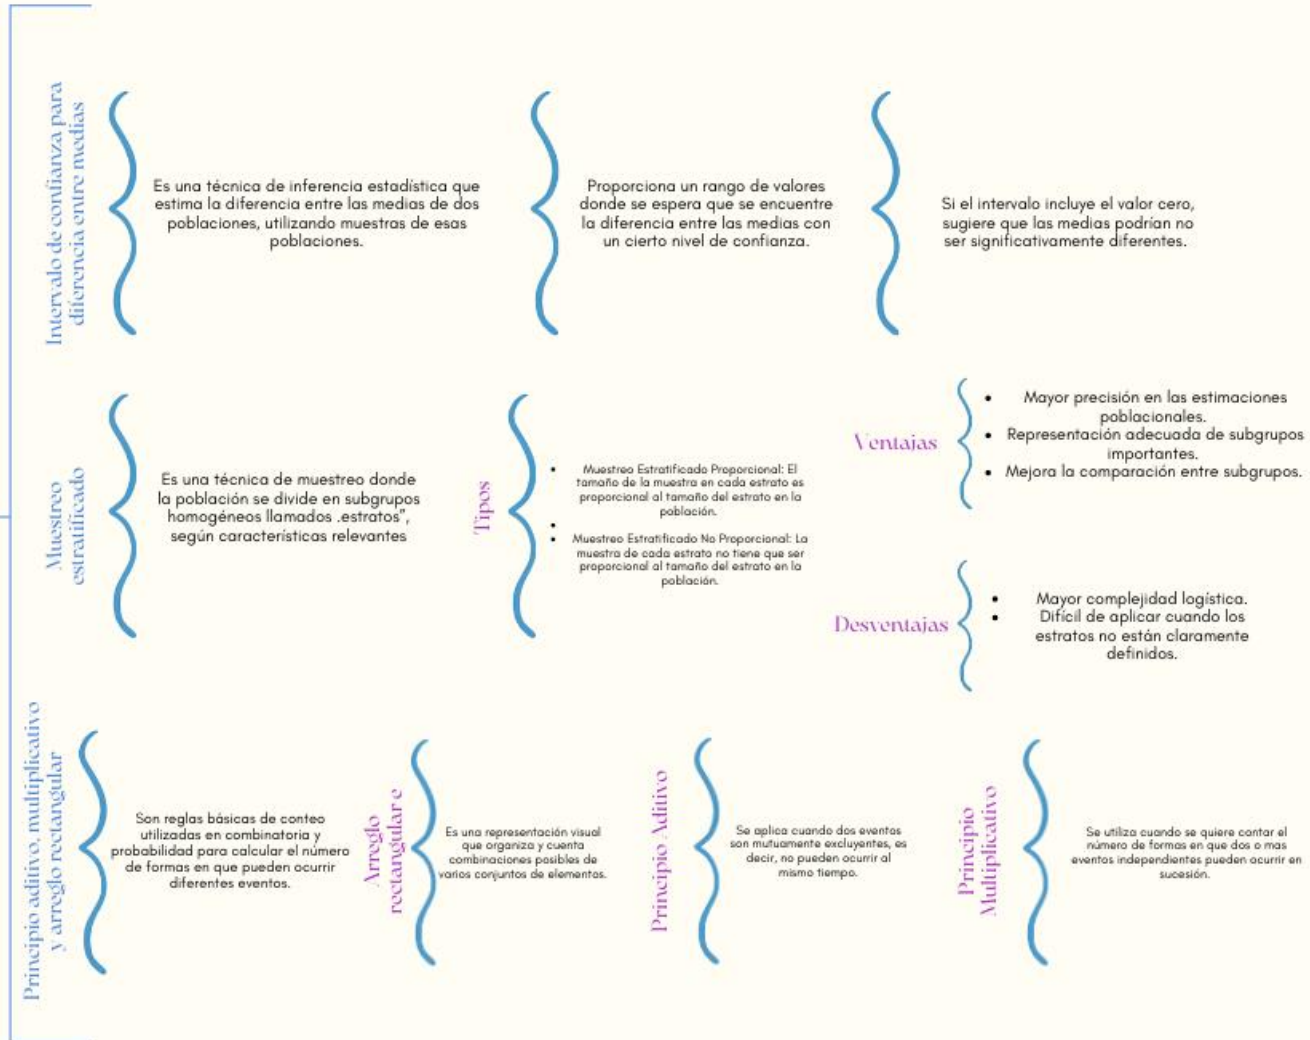 Intervalo de confianza para
diferencia entre medias
Es una técnica de inferencia estadística que
estima la diferencia entre las medias de dos
poblaciones, utilizando muestras de esas
poblaciones.
Proporciona un rango de valores
donde se espera que se encuentre
la diferencia entre las medias con
un cierto nivel de confianza.
Si el intervalo incluye el valor cero,
sugiere que las medias podrían no
ser significativamente diferentes.
Muestreo
estratificado
Es una técnica de muestreo donde
la población se divide en subgrupos
homogéneos llamados .estratos”,
según características relevantes
Tipos
• Muestreo Estratificado Proporcional: El
tamaño de la muestra en cada estrato es
proporcional al tamaño del estrato en la
población.
•
• Muestreo Estratificado No Proporcional: La
muestra de cada estrato no tiene que ser
proporcional al tamaño del estrato en la
población.
Ventajas
• Mayor precisión en las estimaciones
poblacionales.
• Representación adecuada de subgrupos
importantes.
• Mejora la comparación entre subgrupos.
Desventajas
• Mayor complejidad logística.
• Difícil de aplicar cuando los
estratos no están claramente
definidos.
Principio aditivo, multiplicativo
y arreglo rectangular
Son reglas básicas de conteo
utilizadas en combinatoria y
probabilidad para calcular el número
de formas en que pueden ocurrir
diferentes eventos.
Arreglo
rectangular e
Es una representación visual
que organiza y cuenta
combinaciones posibles de
varios conjuntos de elementos.
Principio Aditivo
Se aplica cuando dos eventos
son mutuamente excluyentes, es
decir, no pueden ocurrir al
mismo tiempo.
Principio
Multiplicativo
Se utiliza cuando se quiere contar el
número de formas en que dos o mas
eventos independientes pueden ocurrir en
sucesión.